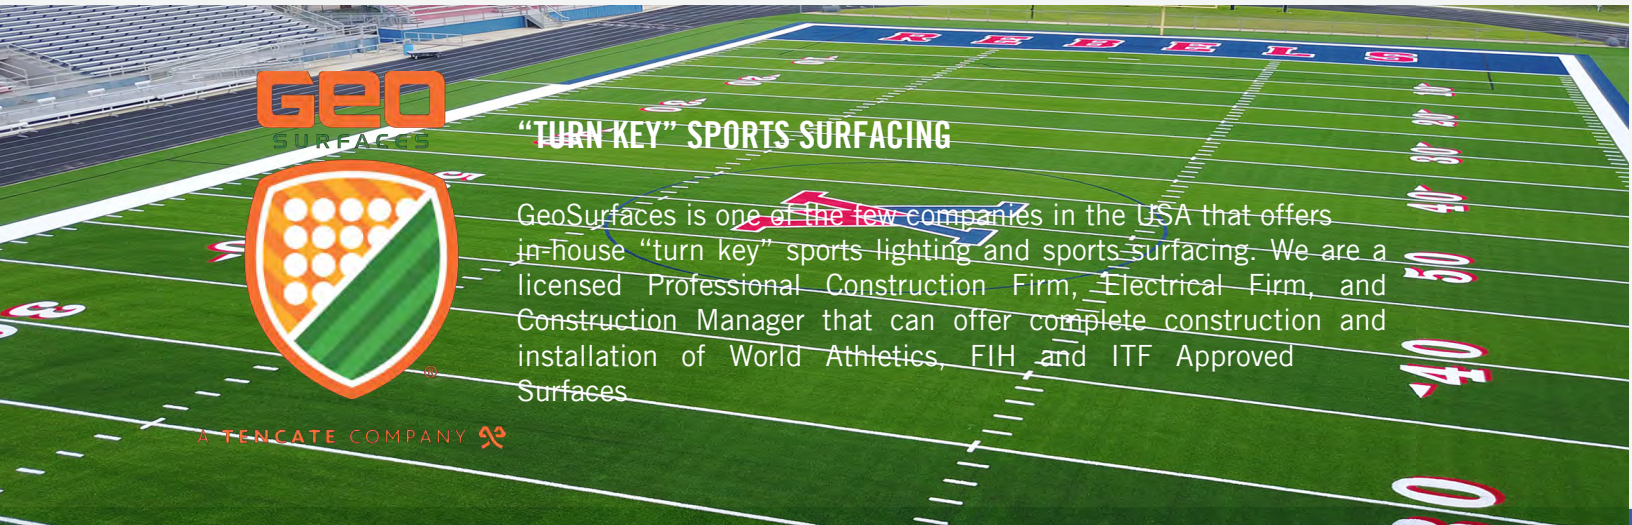 REBELS
GEO
SURFACES
®
A TENCATE COMPANY
“TURN KEY” SPORTS SURFACING
GeoSurfaces is one of the few companies in the USA that offers
in-house “turn key” sports lighting and sports surfacing. We are a
licensed Professional Construction Firm, Electrical Firm, and
Construction Manager that can offer complete construction and
installation of World Athletics, FIH and ITF Approved
Surfaces
10
20
30
40
50
40